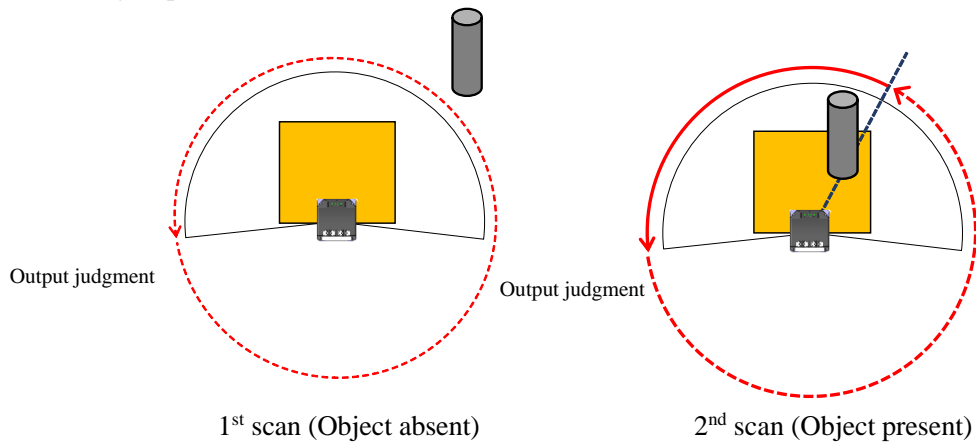 Output judgment
Output judgment
1st scan (Object absent)
2nd scan (Object present)